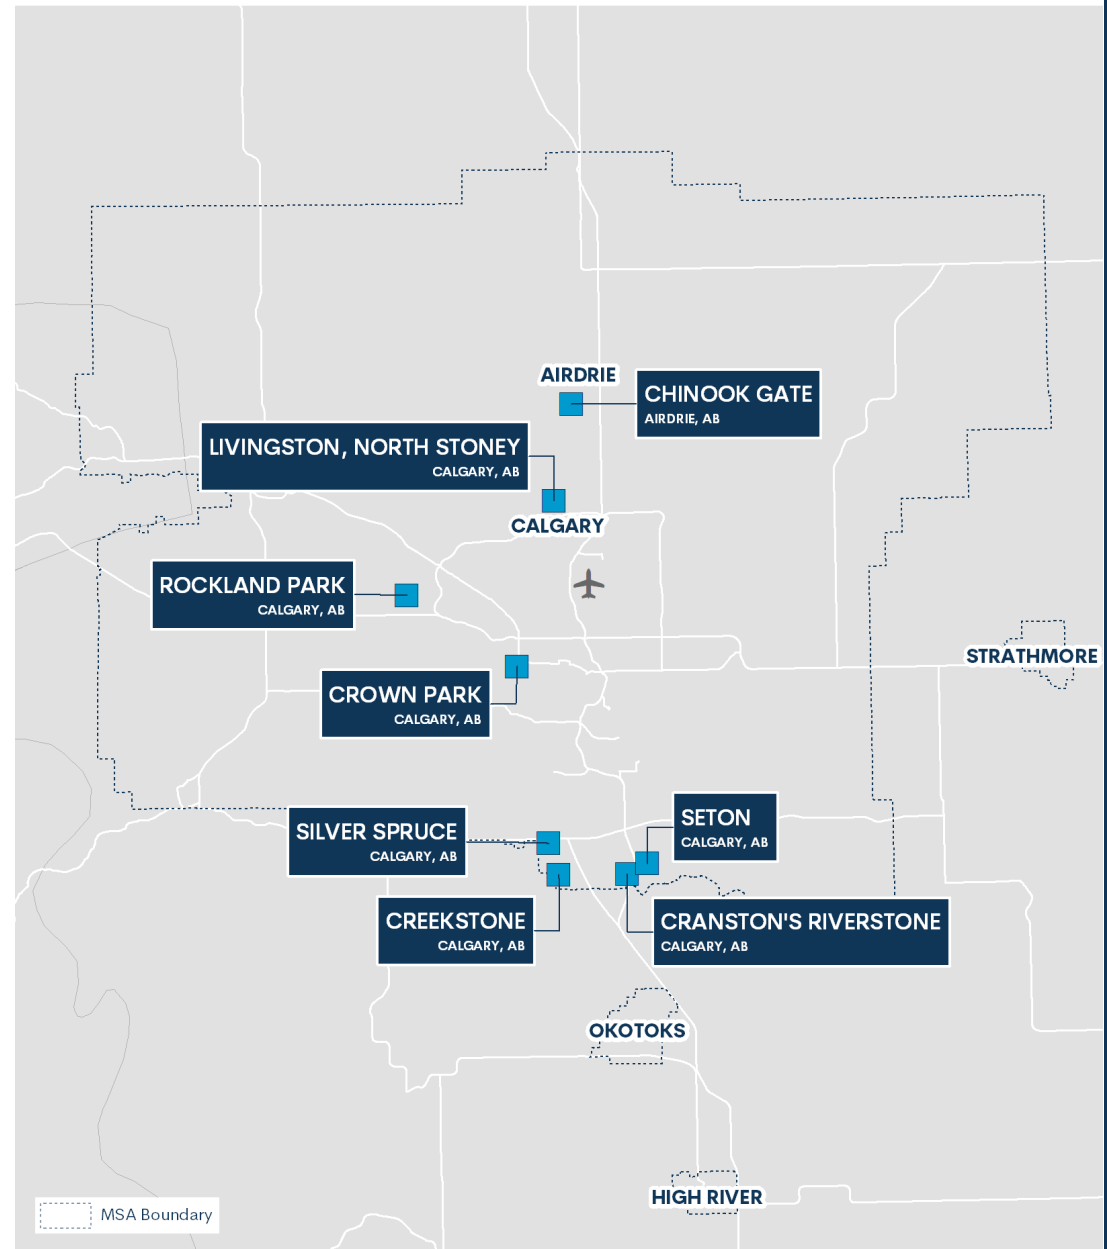 AIRDRIE
CHINOOK GATE
AIRDRIE, AB
LIVINGSTON, NORTH STONEY
CALGARY, AB
CALGARY
ROCKLAND PARK
CALGARY, AB
STRATHMORE
CROWN PARK
CALGARY, AB
SETON
CALGARY, AB
SILVER SPRUCE
CALGARY, AB
CREEKSTONE
CALGARY, AB
CRANSTON'S RIVERSTONE
CALGARY, AB
OKOTOKS
HIGH RIVER
MSA Boundary